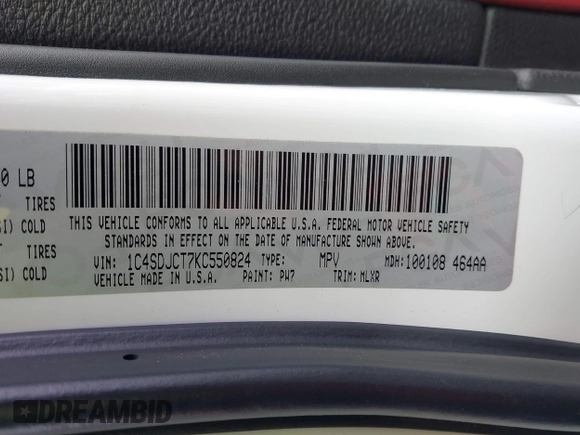 0 LB
TIRES
SI) COLD
TIRES
SI) COLD
THIS VEHICLE CONFORMS TO ALL APPLICABLE U.S.A. FEDERAL MOTOR VEHICLE SAFETY
STANDARDS IN EFFECT ON THE DATE OF MANUFACTURE SHOWN ABOVE.
VIN: 1C4SDJCT7KC550824 TYPE: MPV MDH: 100108 464AA
VEHICLE MADE IN U.S.A. PAINT: PW7 TRIM: MLXR
DREAMBID